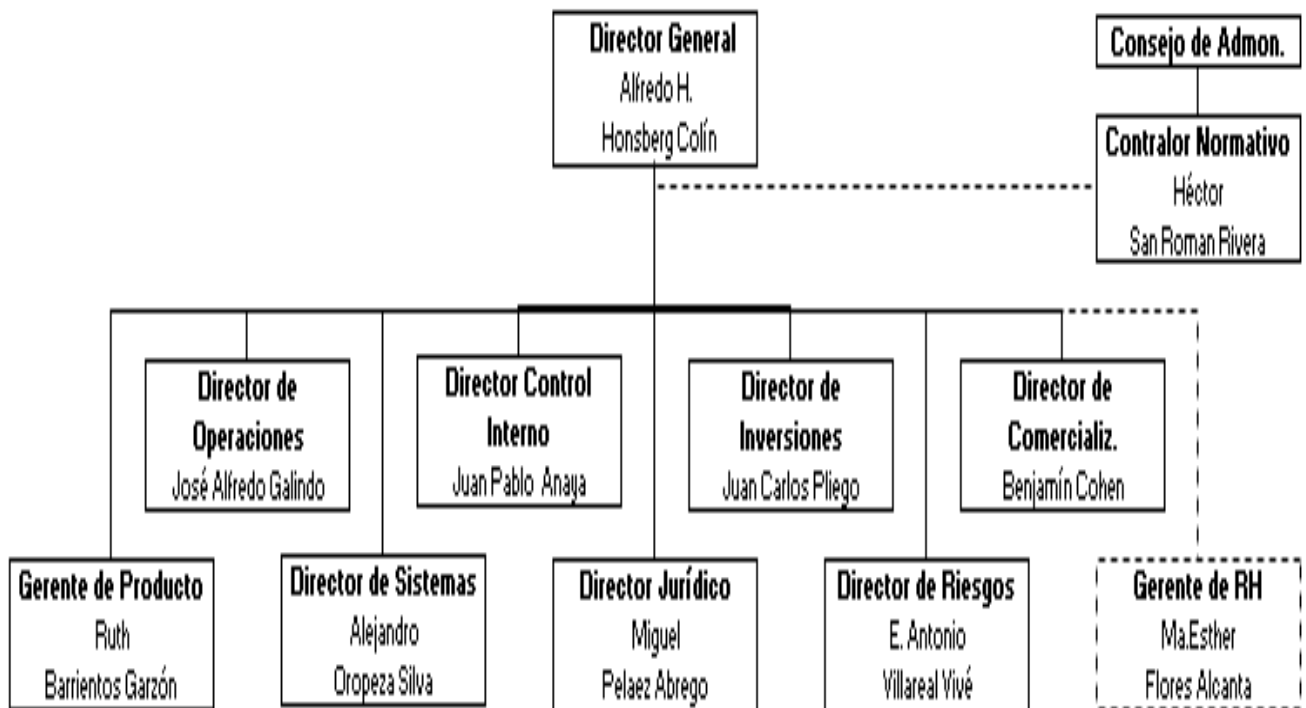 Director General
Alfredo H.
Honsberg Colín
Consejo de Admon.
Contralor Normativo
Héctor
San Roman Rivera
Director de
Operaciones
José Alfredo Galindo
Director Control
Interno
Juan Pablo Anaya
Director de
Inversiones
Juan Carlos Pliego
Director de
Comercializ.
Benjamín Cohen
Gerente de Producto
Ruth
Barrientos Garzón
Director de Sistemas
Alejandro
Oropeza Silva
Director Jurídico
Miguel
Pelaez Abrego
Director de Riesgos
E. Antonio
Villareal Vivé
Gerente de RH
Ma.Esther
Flores Alcanta